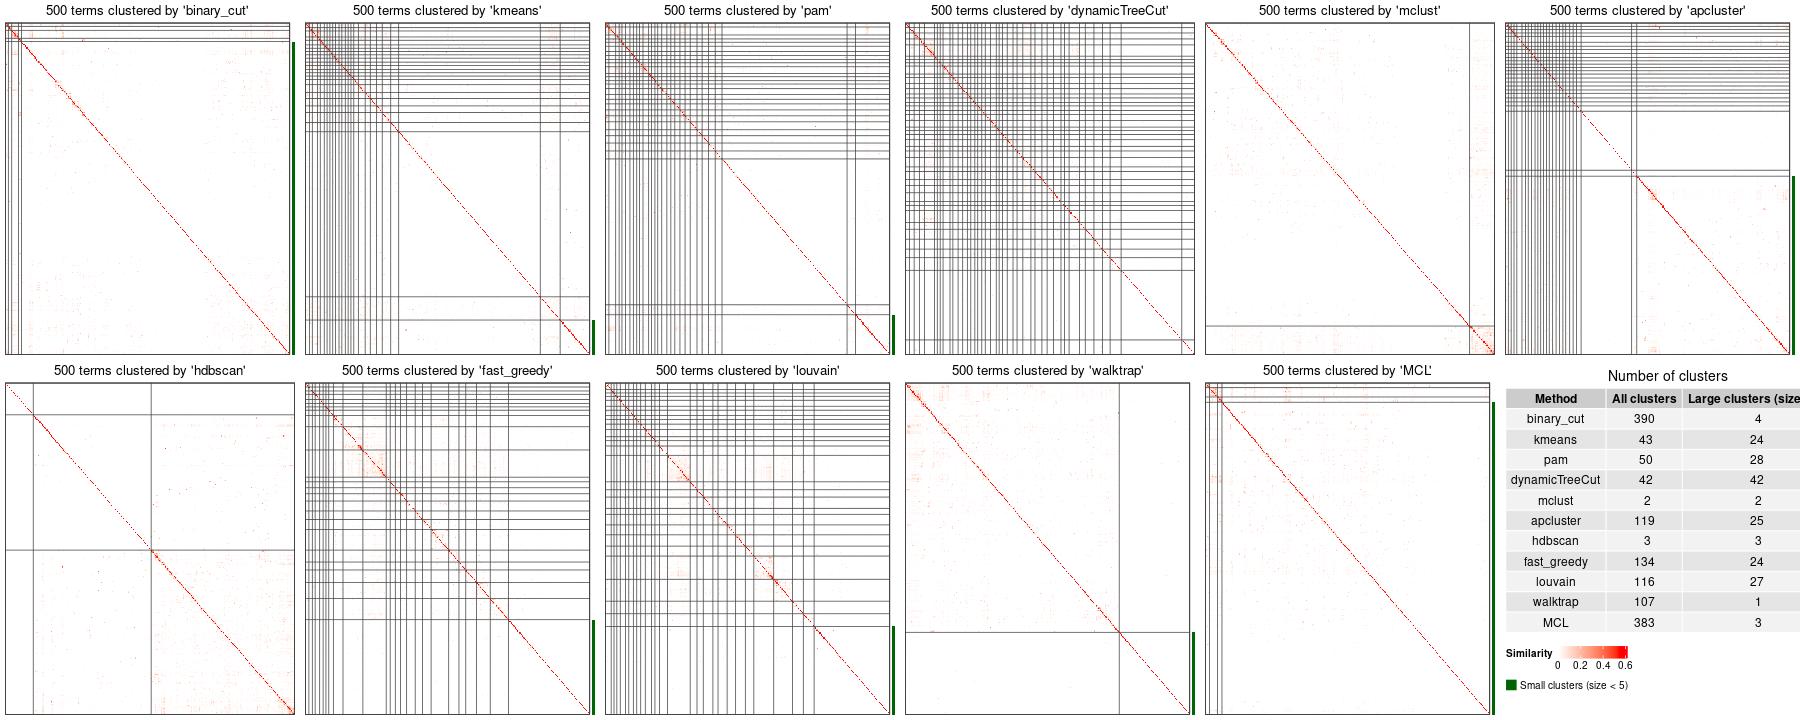 500 terms clustered by 'binary_cut'
500 terms clustered by 'kmeans'
500 terms clustered by 'pam'
500 terms clustered by 'dynamicTreeCut'
500 terms clustered by 'mclust'
500 terms clustered by 'apcluster'
500 terms clustered by 'hdbscan'
500 terms clustered by 'fast_greedy'
500 terms clustered by 'louvain'
500 terms clustered by 'walktrap'
500 terms clustered by 'MCL'
Number of clusters
Method All clusters Large clusters (size
binary_cut 390 4
kmeans 43 24
pam 50 28
dynamicTreeCut 42 42
mclust 2 2
apcluster 119 25
hdbscan 3 3
fast_greedy 134 24
louvain 116 27
walktrap 107 1
MCL 383 3
Similarity
0 0.2 0.4 0.6
Small clusters (size < 5)